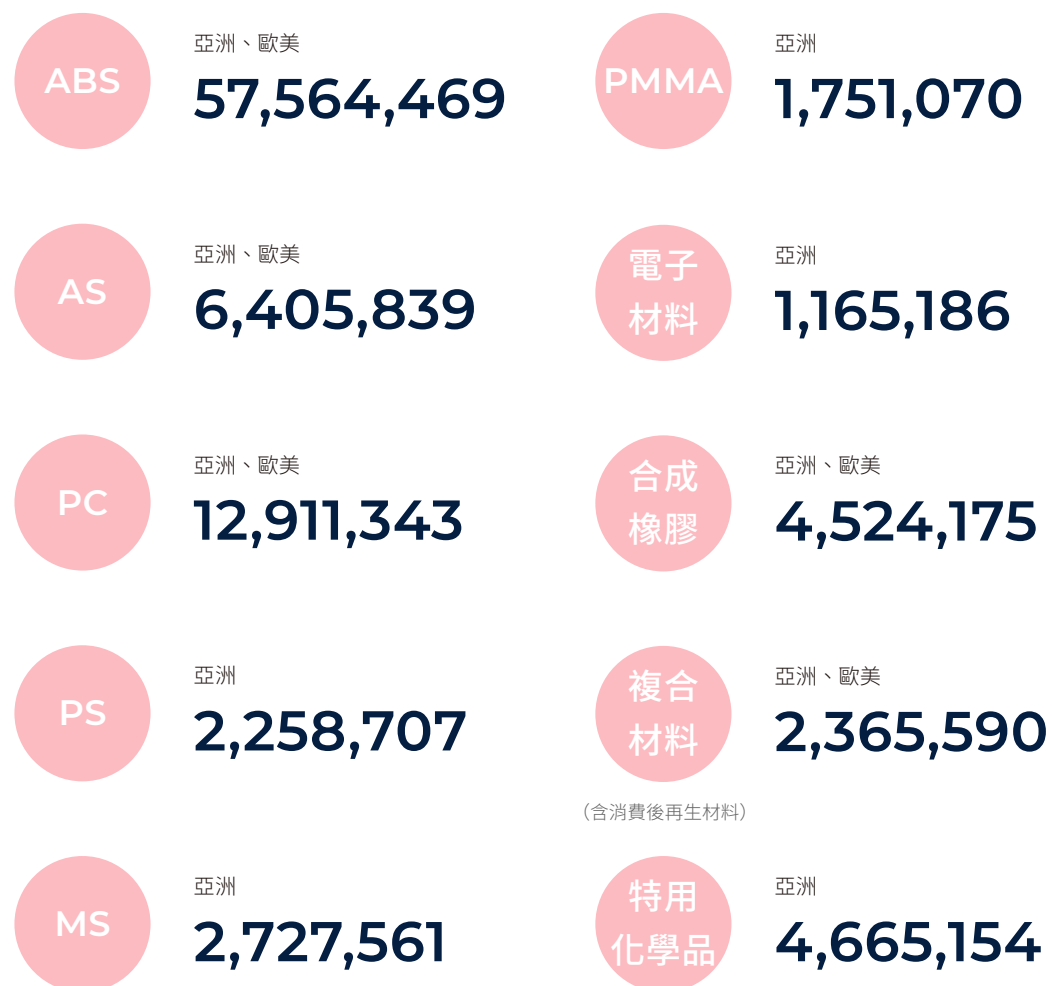 ABS
亞洲、歐美
57,564,469
PMMA
亞洲
1,751,070
AS
亞洲、歐美
6,405,839
電子
材料
亞洲
1,165,186
PC
亞洲、歐美
12,911,343
合成
橡膠
亞洲、歐美
4,524,175
PS
亞洲
2,258,707
複合
材料
亞洲、歐美
2,365,590
（含消費後再生材料）
MS
亞洲
2,727,561
特用
化學品
亞洲
4,665,154